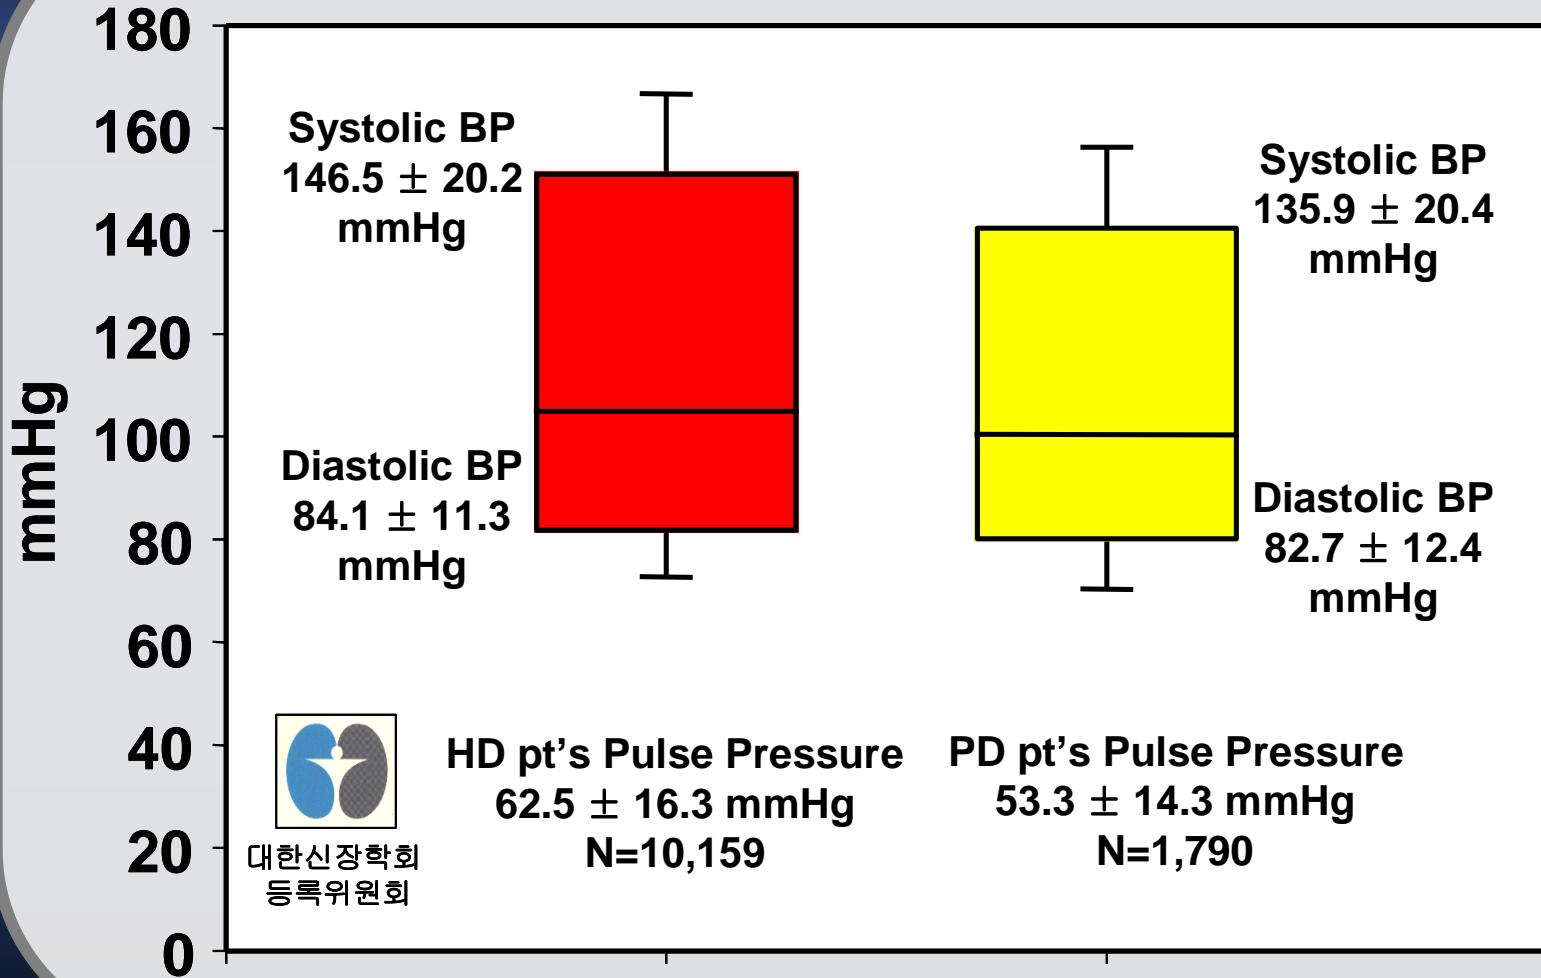 180
160
140
120
100
80
60
40
20
0
mmHg
Systolic BP
146.5 ± 20.2
mmHg
Diastolic BP
84.1 ± 11.3
mmHg
Systolic BP
135.9 ± 20.4
mmHg
Diastolic BP
82.7 ± 12.4
mmHg
HD pt’s Pulse Pressure
62.5 ± 16.3 mmHg
N=10,159
PD pt’s Pulse Pressure
53.3 ± 14.3 mmHg
N=1,790
대한신장학회
등록위원회